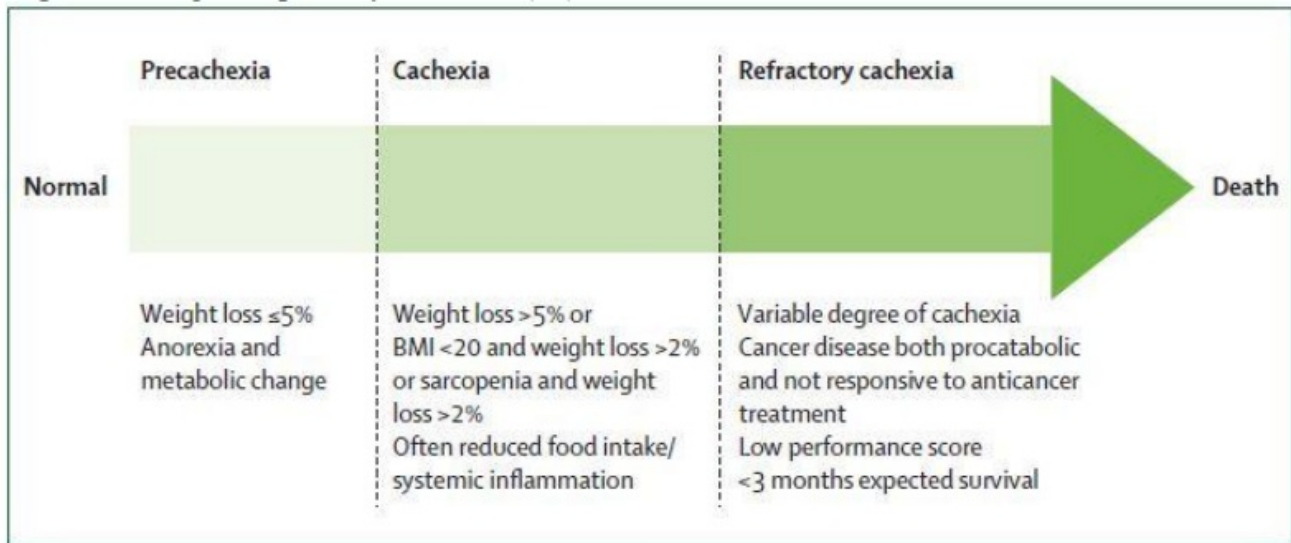 Precachexia
Cachexia
Refractory cachexia
Normal
Death
Weight loss ≤5%
Anorexia and
metabolic change
Weight loss >5% or
BMI <20 and weight loss >2%
or sarcopenia and weight
loss >2%
Often reduced food intake/
systemic inflammation
Variable degree of cachexia
Cancer disease both procatabolic
and not responsive to anticancer
treatment
Low performance score
<3 months expected survival